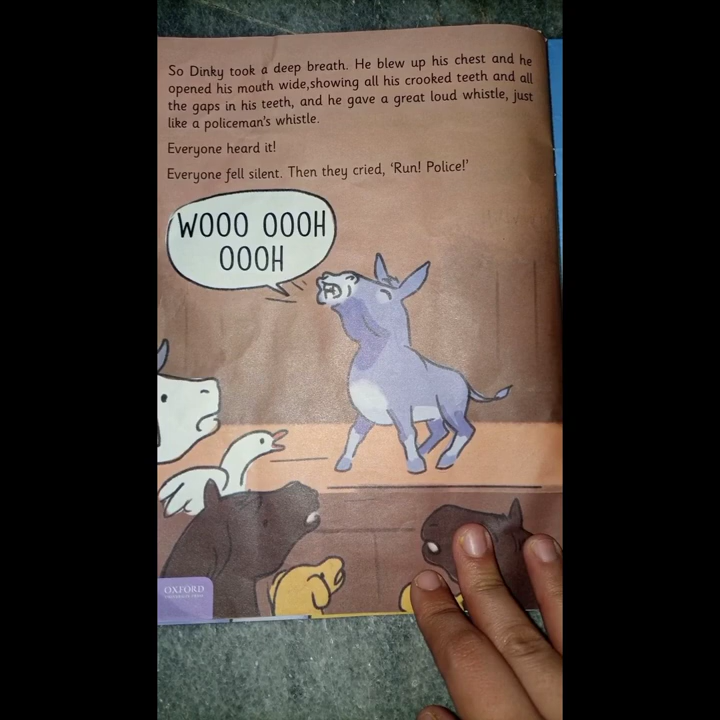 So Dinky took a deep breath. He blew up his chest and he
opened his mouth wide,showing all his crooked teeth and all
the gaps in his teeth, and he gave a great loud whistle, just
like a policeman's whistle.
Everyone heard it!
Everyone fell silent. Then they cried, 'Run! Police!'
WOOO OOOH
OOOH
OXFORD
UNIVERSITY PRESS